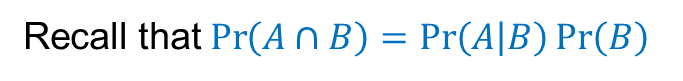 Recall that Pr(A ∩ B) = Pr(A|B) Pr(B)